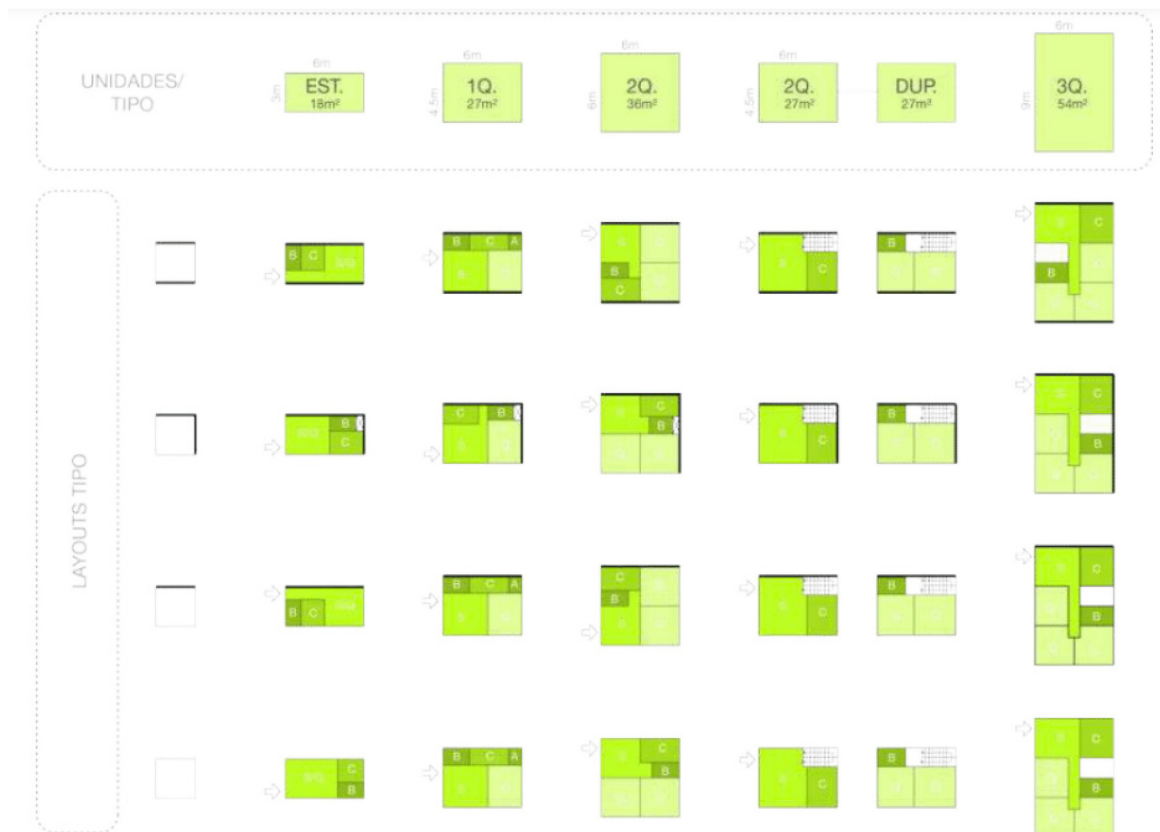 6m
6m
6m
6m
6m
UNIDADES/
TIPO
3m
EST.
18m²
4.5m
1Q.
27m²
6m
2Q.
36m²
4.5m
2Q.
27m²
DUP.
27m²
9m
3Q.
54m²
LAYOUTS TIPO
B C S/Q
B C A
S Q
S
B
C
S
C
B
S C
B
S/Q B
C
C B
S Q
S C
B
S
C
B
S C
B
B C S/Q
B C A
S Q
C
B
S
S
C
B
S C
B
S/Q C
B
B C A
S Q
S C
B
S
C
B
S C
B